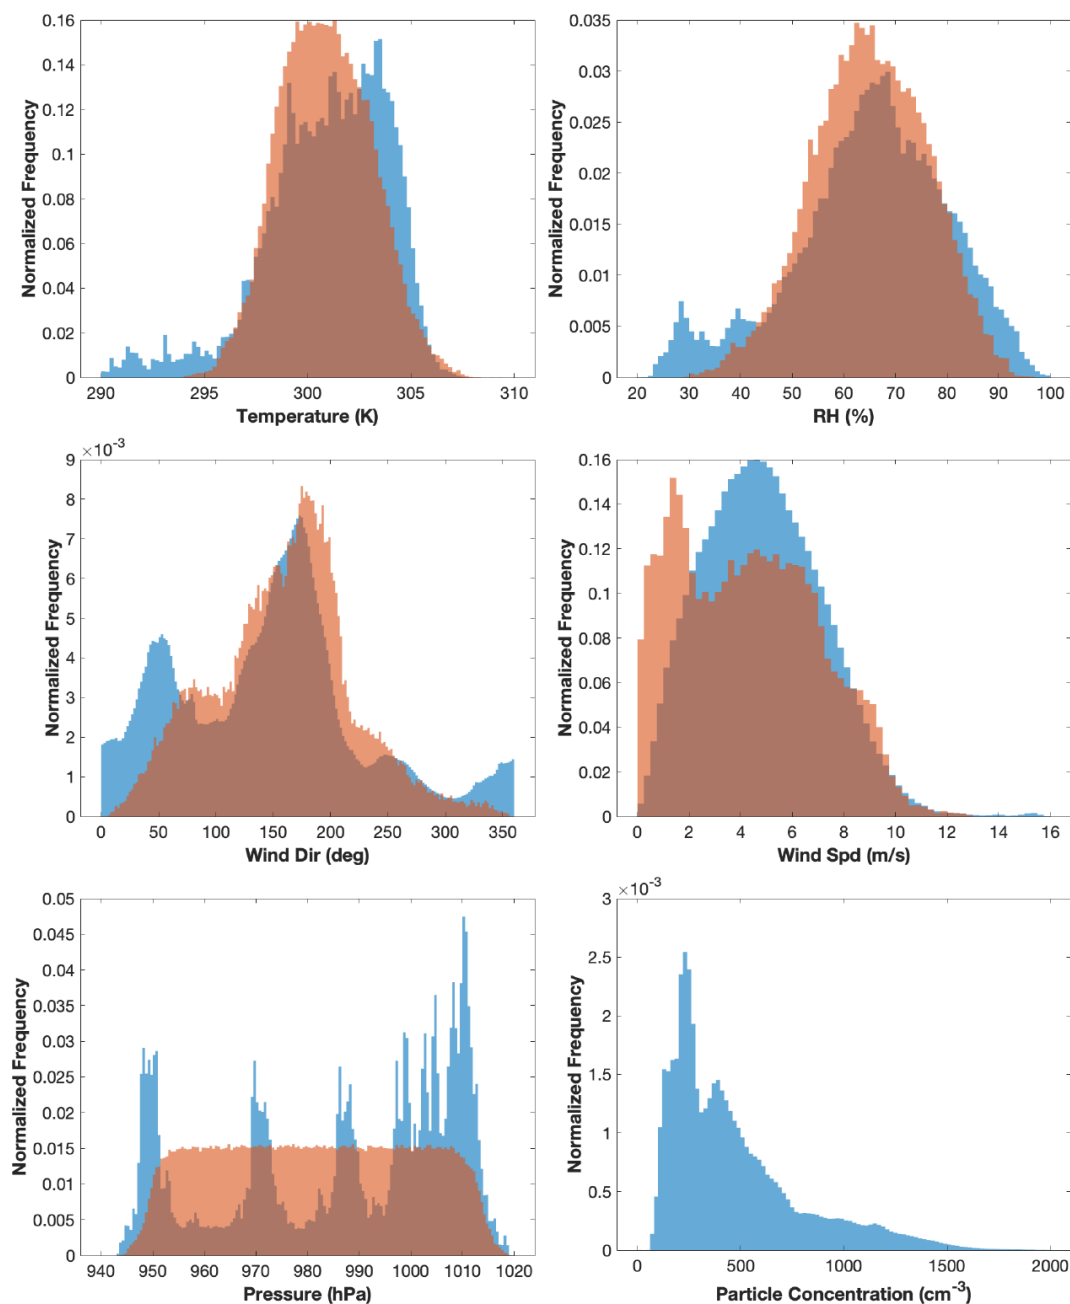 0.16
0.14
0.12
0.1
0.08
0.06
0.04
0.02
0
Normalized Frequency
290 295 300 305 310
Temperature (K)
0.035
0.03
0.025
0.02
0.015
0.01
0.005
0
Normalized Frequency
20 30 40 50 60 70 80 90 100
RH (%)
×10⁻³
9
8
7
6
5
4
3
2
1
0
Normalized Frequency
0 50 100 150 200 250 300 350
Wind Dir (deg)
0.16
0.12
0.08
0.04
0.02
0
Normalized Frequency
0 2 4 6 8 10 12 14 16
Wind Spd (m/s)
0.05
0.045
0.04
0.035
0.03
0.025
0.02
0.015
0.01
0.005
0
Normalized Frequency
940 950 960 970 980 990 1000 1010 1020
Pressure (hPa)
×10⁻³
3
2.5
2
1.5
1
0.5
0
Normalized Frequency
0 500 1000 1500 2000
Particle Concentration (cm⁻³)